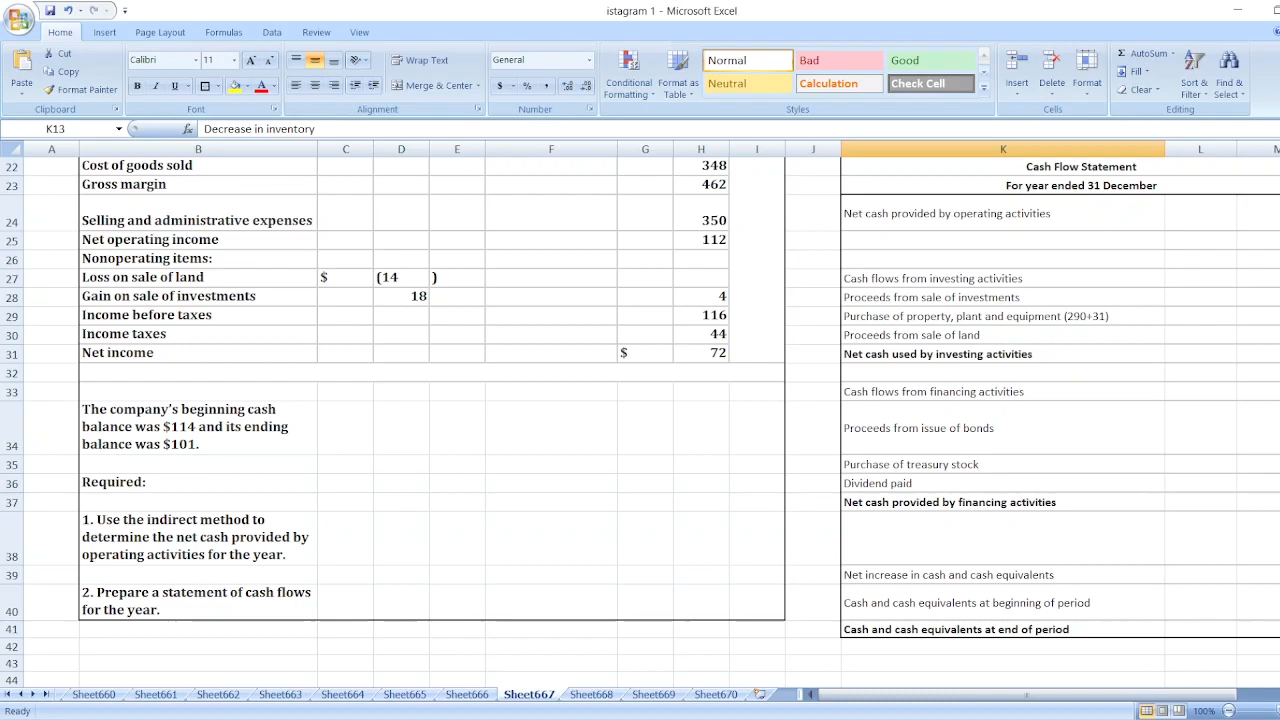 istagram 1 - Microsoft Excel
Home Insert Page Layout Formulas Data Review View
Paste Cut Copy Format Painter Clipboard
Calibri 11 A A B I U A Font
Wrap Text Merge & Center Alignment
General $ % , Number
Conditional Formatting Format as Table
Normal Bad Good
Neutral Calculation Check Cell
Styles
Insert Delete Format Cells
Σ AutoSum Fill Clear Sort & Filter Find & Select Editing
K13 fx Decrease in inventory
A B C D E F G H I J K L M
22 Cost of goods sold 348 Cash Flow Statement
23 Gross margin 462 For year ended 31 December
24 Selling and administrative expenses 350 Net cash provided by operating activities
25 Net operating income 112
26 Nonoperating items:
27 Loss on sale of land $ (14 ) Cash flows from investing activities
28 Gain on sale of investments 18 4 Proceeds from sale of investments
29 Income before taxes 116 Purchase of property, plant and equipment (290+31)
30 Income taxes 44 Proceeds from sale of land
31 Net income $ 72 Net cash used by investing activities
32
33 Cash flows from financing activities
The company's beginning cash
balance was $114 and its ending
34 balance was $101. Proceeds from issue of bonds
35 Purchase of treasury stock
36 Required: Dividend paid
37 Net cash provided by financing activities
1. Use the indirect method to
determine the net cash provided by
38 operating activities for the year.
39 Net increase in cash and cash equivalents
2. Prepare a statement of cash flows
40 for the year. Cash and cash equivalents at beginning of period
41 Cash and cash equivalents at end of period
42
43
44
Sheet660 Sheet661 Sheet662 Sheet663 Sheet664 Sheet665 Sheet666 Sheet667 Sheet668 Sheet669 Sheet670
Ready 100%